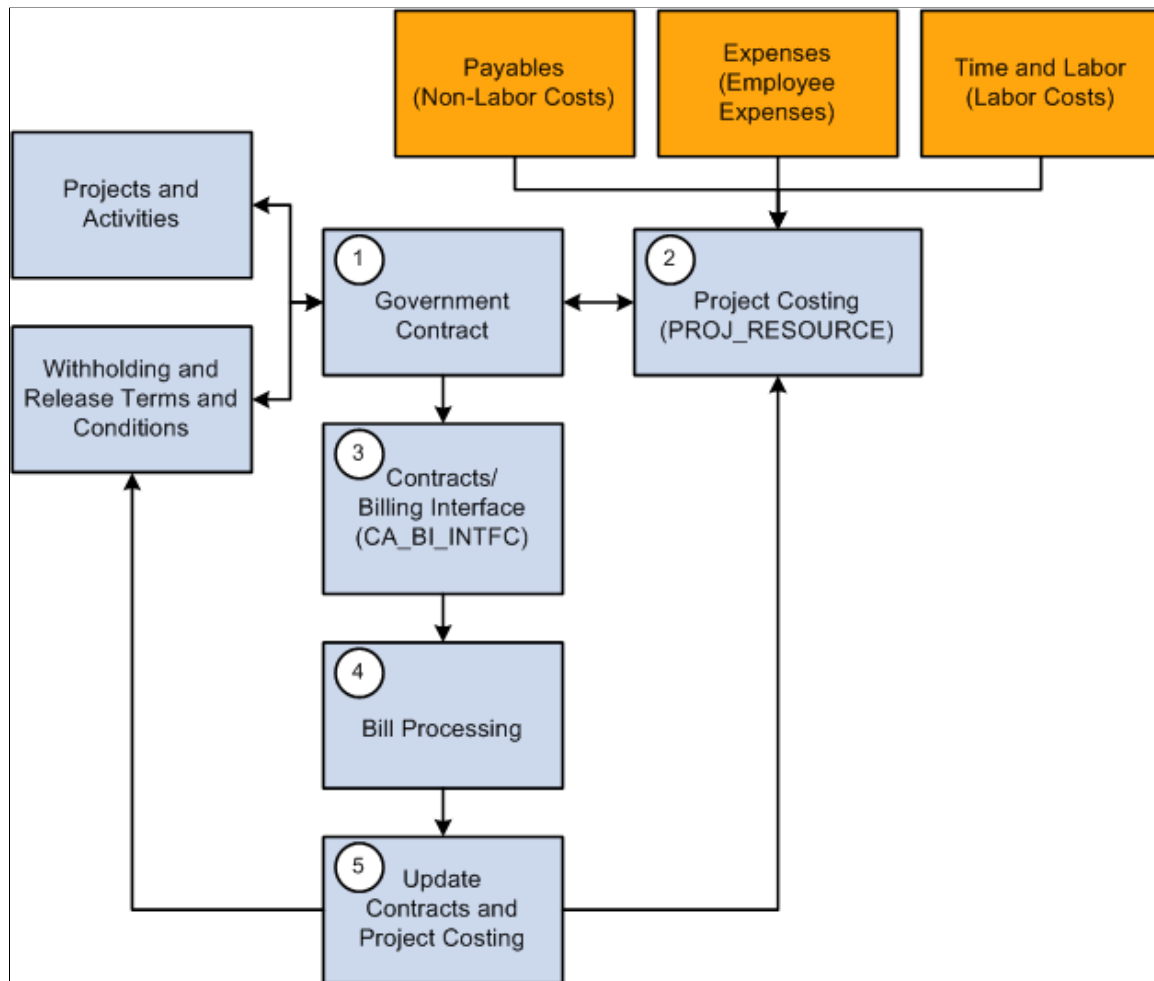 Payables
(Non-Labor Costs)
Expenses
(Employee
Expenses)
Time and Labor
(Labor Costs)
Projects and
Activities
1
Government
Contract
2
Project Costing
(PROJ_RESOURCE)
Withholding and
Release Terms and
Conditions
3
Contracts/
Billing Interface
(CA_BI_INTFC)
4
Bill Processing
5
Update
Contracts and
Project Costing